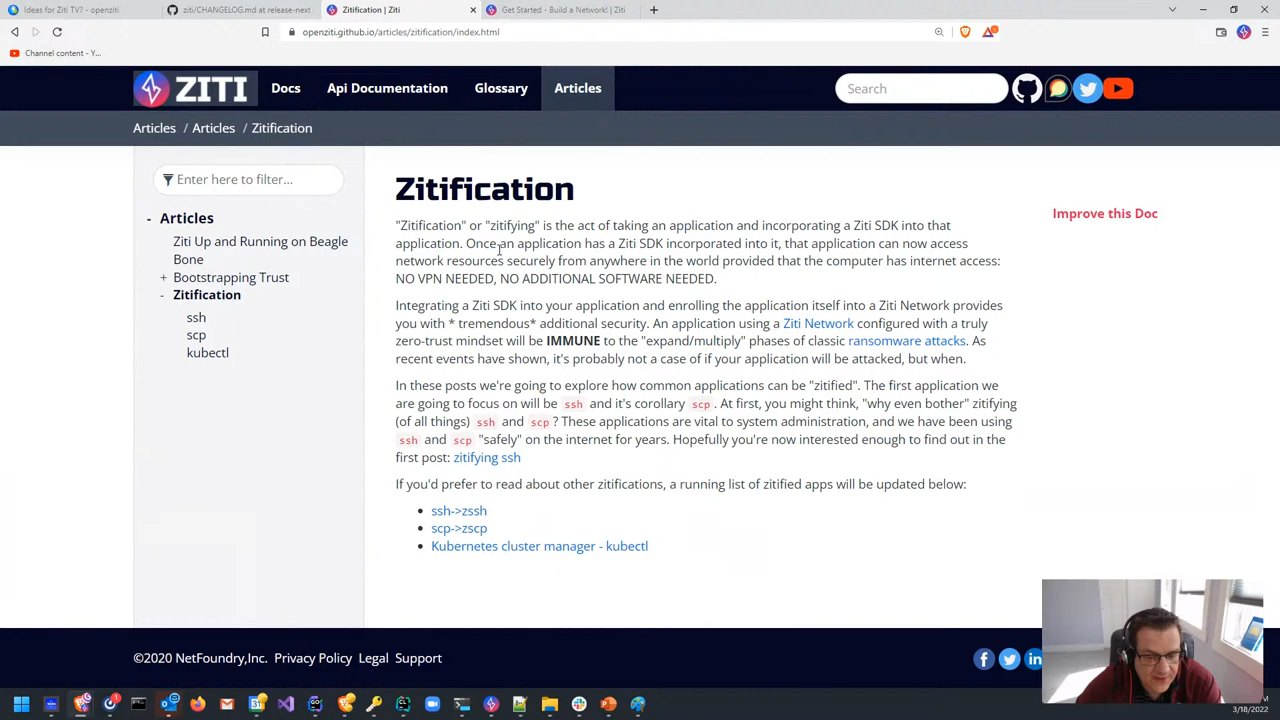 Ideas for Ziti TV? - openziti
ziti/CHANGELOG.md at release-next
Zitification | Ziti
Get Started - Build a Network! | Ziti
openziti.github.io/articles/zitification/index.html
Channel content - Y...
ZITI
Docs
Api Documentation
Glossary
Articles
Search
Articles / Articles / Zitification
Enter here to filter...
- Articles
Ziti Up and Running on Beagle
Bone
+ Bootstrapping Trust
- Zitification
ssh
scp
kubectl
Zitification
"Zitification" or "zitifying" is the act of taking an application and incorporating a Ziti SDK into that
application. Once an application has a Ziti SDK incorporated into it, that application can now access
network resources securely from anywhere in the world provided that the computer has internet access:
NO VPN NEEDED, NO ADDITIONAL SOFTWARE NEEDED.
Integrating a Ziti SDK into your application and enrolling the application itself into a Ziti Network provides
you with * tremendous* additional security. An application using a Ziti Network configured with a truly
zero-trust mindset will be IMMUNE to the "expand/multiply" phases of classic ransomware attacks. As
recent events have shown, it's probably not a case of if your application will be attacked, but when.
In these posts we're going to explore how common applications can be "zitified". The first application we
are going to focus on will be ssh and it's corollary scp . At first, you might think, "why even bother" zitifying
(of all things) ssh and scp ? These applications are vital to system administration, and we have been using
ssh and scp "safely" on the internet for years. Hopefully you're now interested enough to find out in the
first post: zitifying ssh
If you'd prefer to read about other zitifications, a running list of zitified apps will be updated below:
• ssh->zssh
• scp->zscp
• Kubernetes cluster manager - kubectl
Improve this Doc
©2020 NetFoundry,Inc. Privacy Policy Legal Support
3/18/2022